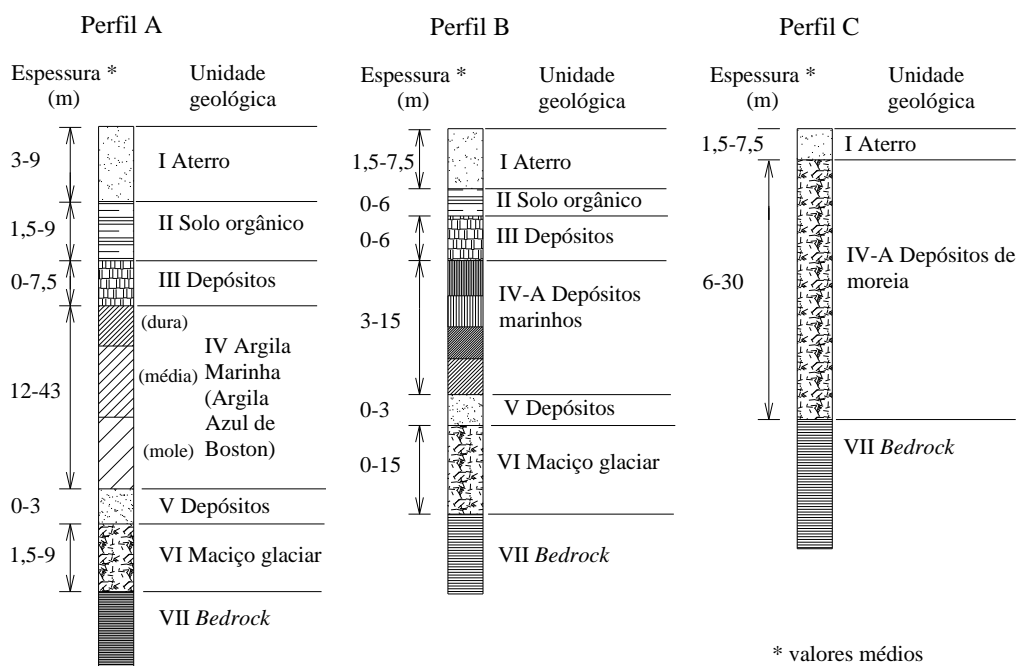 Perfil A
Espessura *
(m)
Unidade
geológica
3-9
I Aterro
1,5-9
II Solo orgânico
0-7,5
III Depósitos
12-43
(dura)
(média)
(mole)
IV Argila
Marinha
(Argila
Azul de
Boston)
0-3
V Depósitos
1,5-9
VI Maciço glaciar
VII Bedrock
Perfil B
Espessura *
(m)
Unidade
geológica
1,5-7,5
I Aterro
0-6
II Solo orgânico
0-6
III Depósitos
3-15
IV-A Depósitos
marinhos
0-3
V Depósitos
0-15
VI Maciço glaciar
VII Bedrock
Perfil C
Espessura *
(m)
Unidade
geológica
1,5-7,5
I Aterro
6-30
IV-A Depósitos de
moreia
VII Bedrock
* valores médios